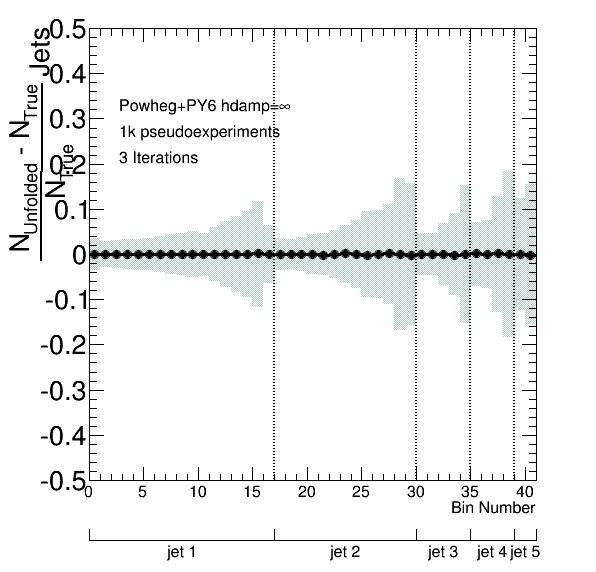 0.5
0.4
0.3
0.2
0.1
0
-0.1
-0.2
-0.3
-0.4
-0.5
N_Unfolded - N_True
N_True
Jets
Powheg+PY6 hdamp=∞
1k pseudoexperiments
3 Iterations
0 5 10 15 20 25 30 35 40
Bin Number
jet 1 jet 2 jet 3 jet 4 jet 5